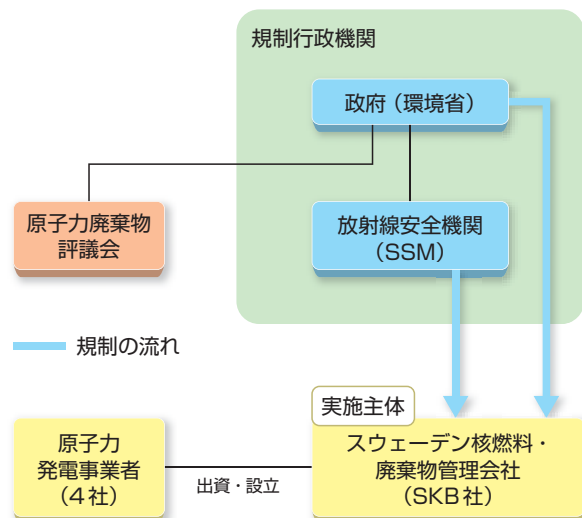 規制行政機関
政府（環境省）
原子力廃棄物
評議会
放射線安全機関
（SSM）
規制の流れ
実施主体
原子力
発電事業者
（4社）
出資・設立
スウェーデン核燃料・
廃棄物管理会社
（SKB社）